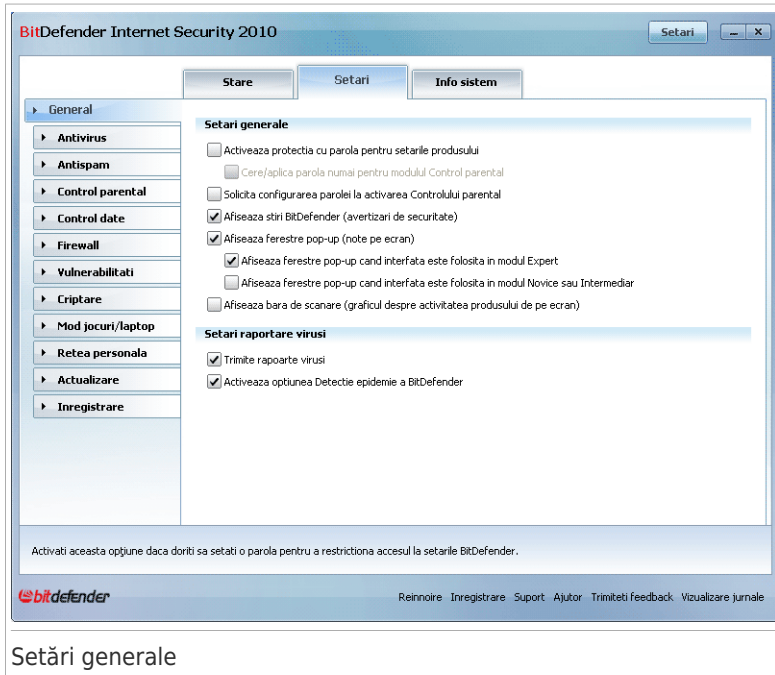 BitDefender Internet Security 2010
Setari
Stare
Setari
Info sistem
General
Antivirus
Antispam
Control parental
Control date
Firewall
Vulnerabilitati
Criptare
Mod jocuri/laptop
Retea personala
Actualizare
Inregistrare
Setari generale
Activeaza protectia cu parola pentru setarile produsului
Cere/aplica parola numai pentru modulul Control parental
Solicita configurarea parolei la activarea Controlului parental
Afiseaza stiri BitDefender (avertizari de securitate)
Afiseaza ferestre pop-up (note pe ecran)
Afiseaza ferestre pop-up cand interfata este folosita in modul Expert
Afiseaza ferestre pop-up cand interfata este folosita in modul Novice sau Intermediar
Afiseaza bara de scanare (graficul despre activitatea produsului de pe ecran)
Setari raportare virusi
Trimite rapoarte virusi
Activeaza optiunea Detectie epidemie a BitDefender
Activati aceasta opţiune daca doriti sa setati o parola pentru a restrictiona accesul la setarile BitDefender.
bitdefender
Reinnoire Inregistrare Suport Ajutor Trimiteti feedback Vizualizare jurnale
Setări generale